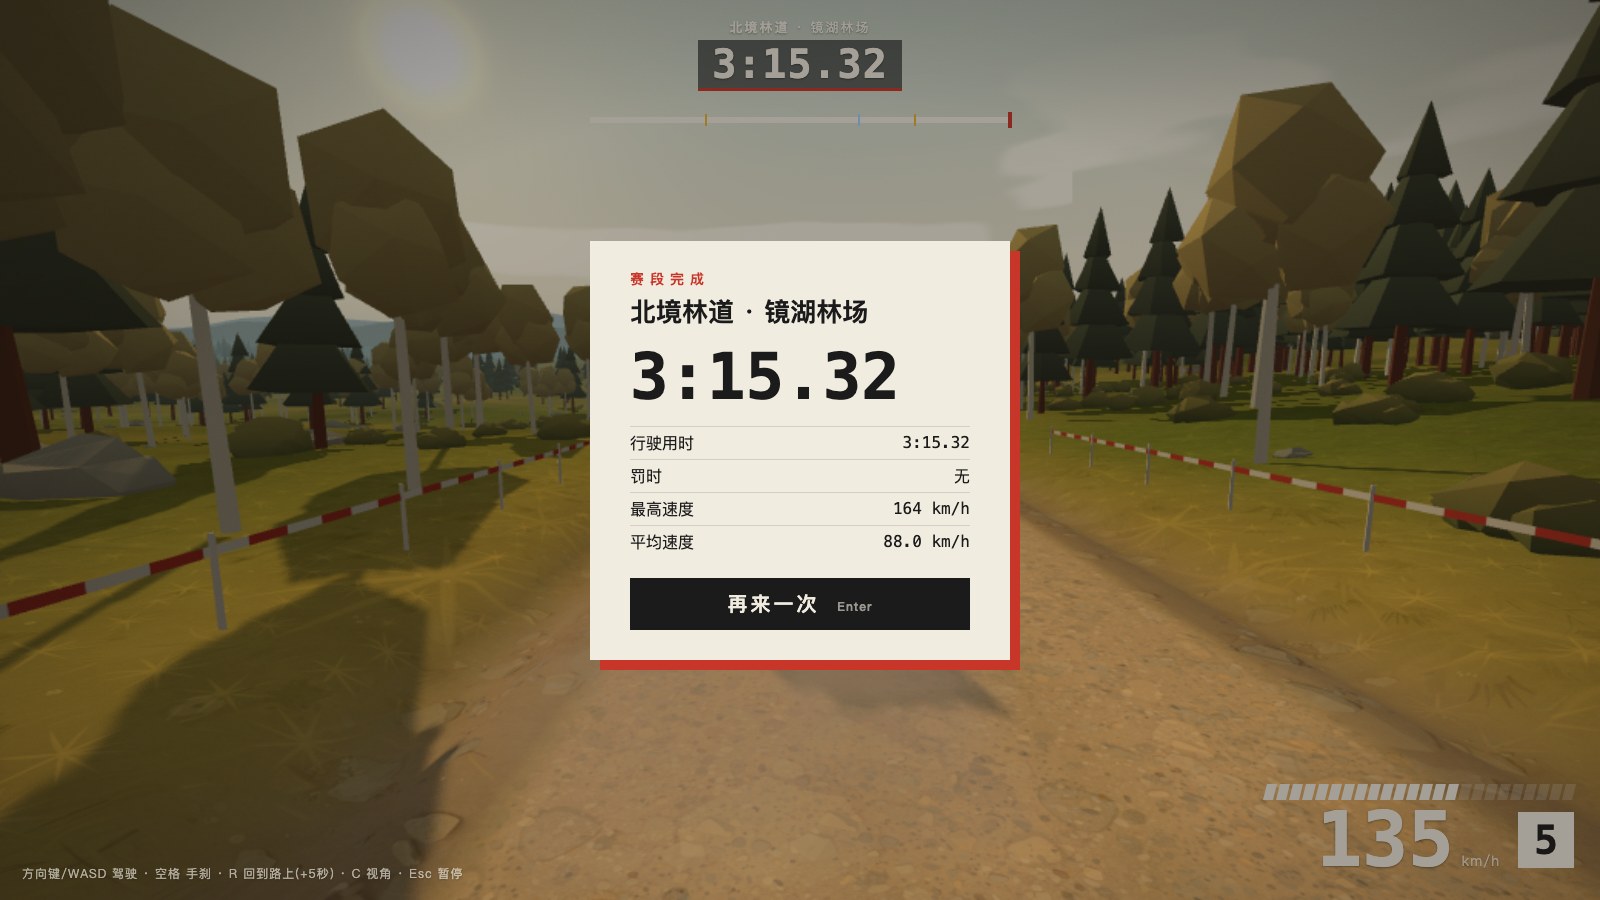 北境林道 · 镜湖林场
3:15.32
赛段完成
北境林道 · 镜湖林场
3:15.32
行驶用时 3:15.32
罚时 无
最高速度 164 km/h
平均速度 88.0 km/h
再来一次 Enter
135 km/h 5
方向键/WASD 驾驶 · 空格 手刹 · R 回到路上(+5秒) · C 视角 · Esc 暂停